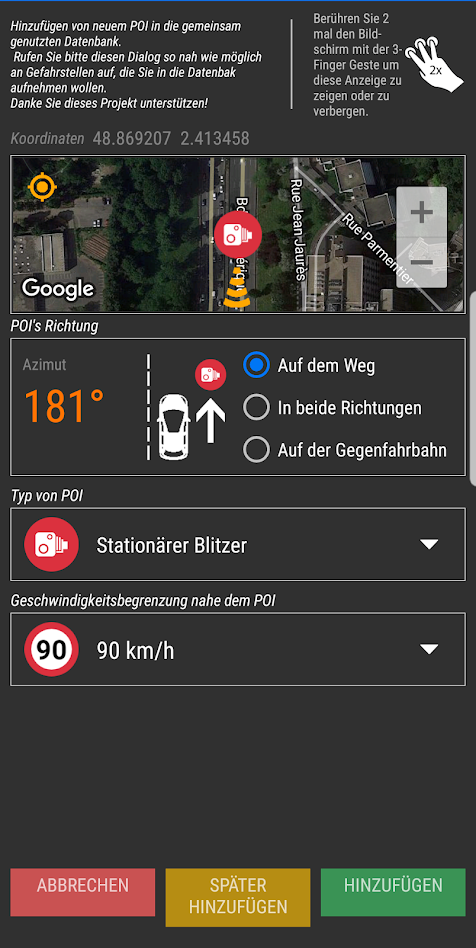 Hinzufügen von neuem POI in die gemeinsam
genutzten Datenbank.
Rufen Sie bitte diesen Dialog so nah wie möglich
an Gefahrstellen auf, die Sie in die Datenbak
aufnehmen wollen.
Danke Sie dieses Projekt unterstützen!
Berühren Sie 2
mal den Bild-
schirm mit der 3-
Finger Geste um
diese Anzeige zu
zeigen oder zu
verbergen.
2x
Koordinaten 48.869207 2.413458
Rue Jean Jaurès
Rue Parmentier
+
−
Google
POI's Richtung
Azimut
181°
Auf dem Weg
In beide Richtungen
Auf der Gegenfahrbahn
Typ von POI
Stationärer Blitzer
Geschwindigkeitsbegrenzung nahe dem POI
90 90 km/h
ABBRECHEN
SPÄTER
HINZUFÜGEN
HINZUFÜGEN